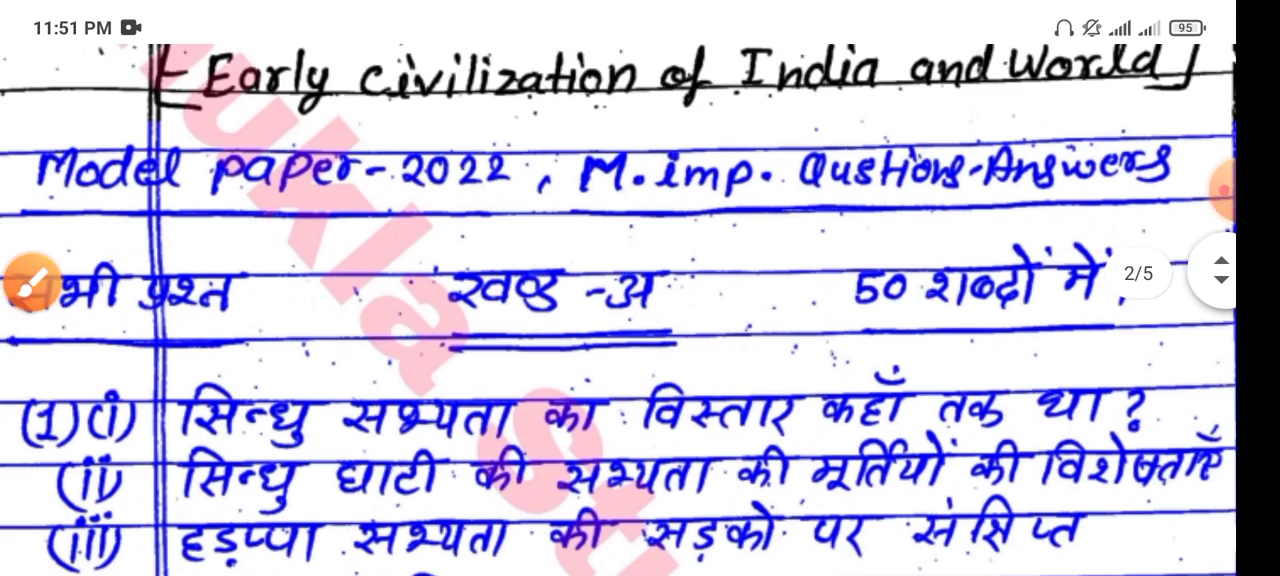 11:51 PM 95
[Early Civilization of India and World]
Model paper-2022, M.imp. Qustions-Answers
सभी प्रश्न खण्ड -अ 50 शब्दों में,
2/5
(1)(i) सिन्धु सभ्यता का विस्तार कहाँ तक था?
(ii) सिन्धु घाटी की सभ्यता की मूर्तियों की विशेषताएँ
(iii) हड़प्पा सभ्यता की सड़को पर संक्षिप्त